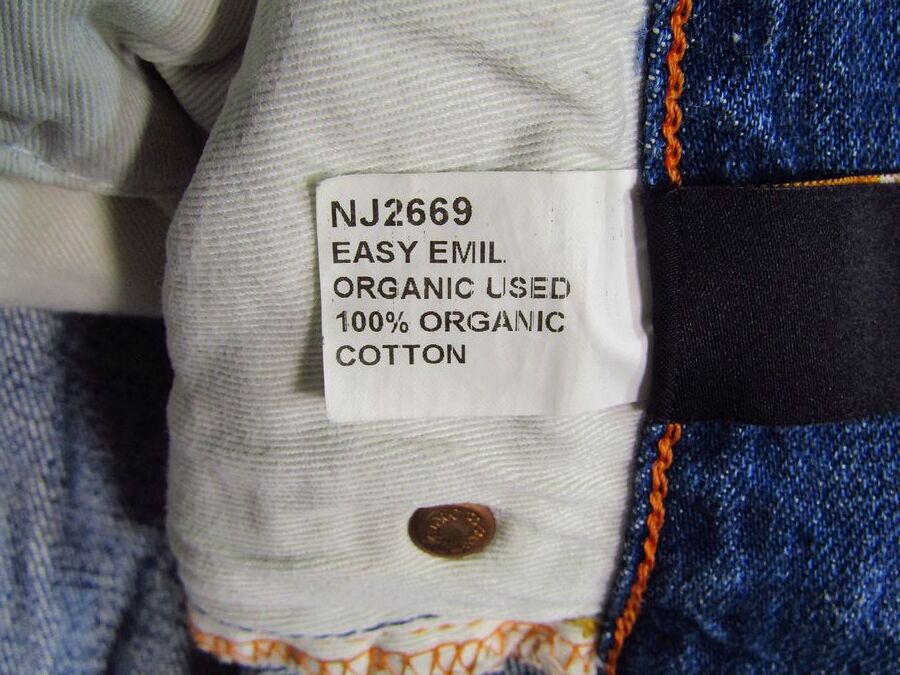 NJ2669
EASY EMIL
ORGANIC USED
100% ORGANIC
COTTON